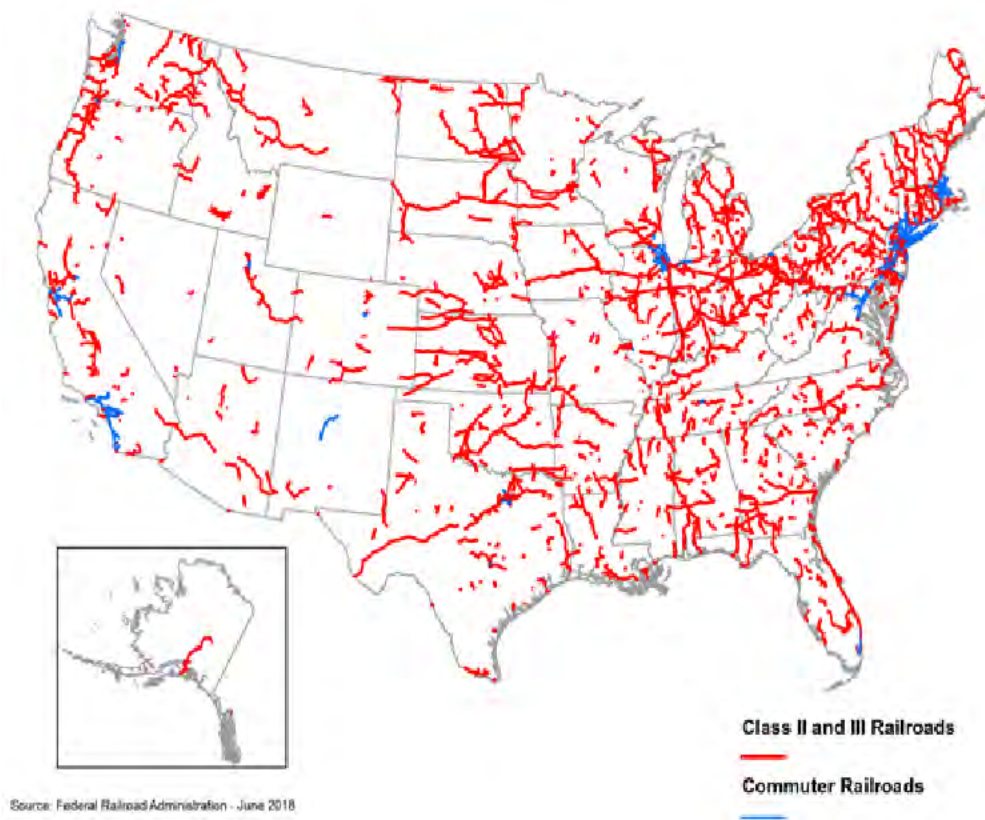 Class II and III Railroads
Commuter Railroads
Source: Federal Railroad Administration - June 2018